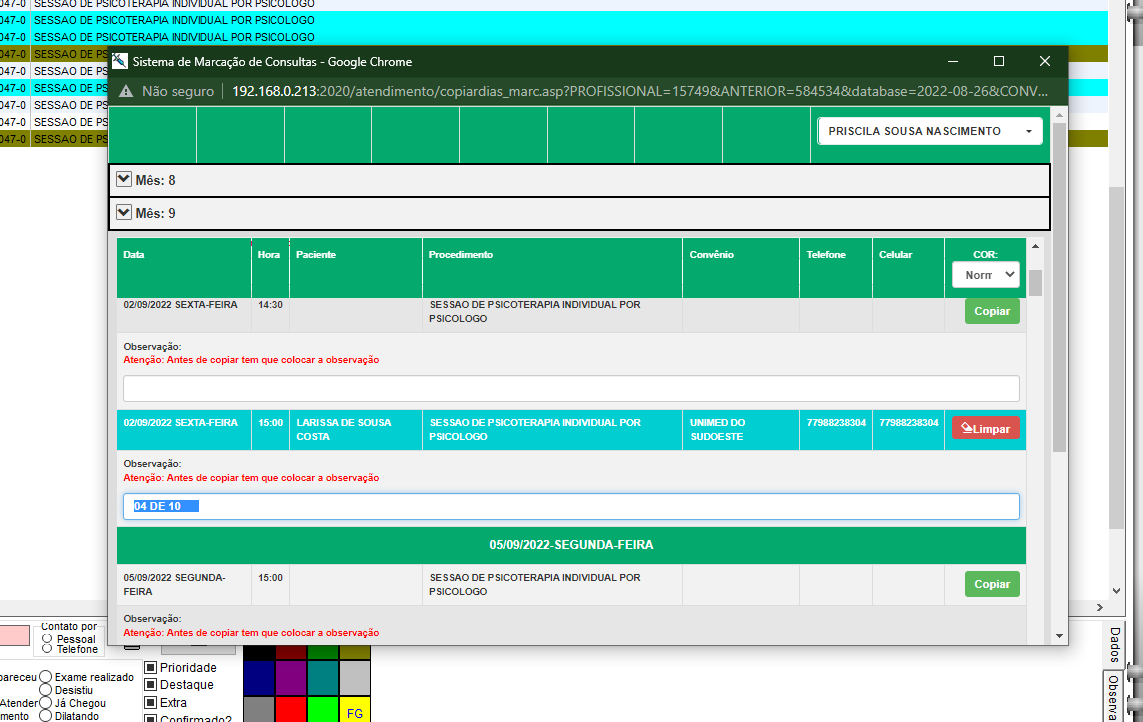 047-0 SESSAO DE PSICOTERAPIA INDIVIDUAL POR PSICOLOGO
047-0 SESSAO DE PSICOTERAPIA INDIVIDUAL POR PSICOLOGO
047-0 SESSAO DE PSICOTERAPIA INDIVIDUAL POR PSICOLOGO
047-0 SESSAO DE PS
047-0 SESSAO DE PS
047-0 SESSAO DE PS
047-0 SESSAO DE PS
047-0 SESSAO DE PS
047-0 SESSAO DE PS
Sistema de Marcação de Consultas - Google Chrome
Não seguro 192.168.0.213:2020/atendimento/copiardias_marc.asp?PROFISSIONAL=15749&ANTERIOR=584534&database=2022-08-26&CONV...
PRISCILA SOUSA NASCIMENTO
Mês: 8
Mês: 9
Data Hora Paciente Procedimento Convênio Telefone Celular COR:
Norm
02/09/2022 SEXTA-FEIRA 14:30 SESSAO DE PSICOTERAPIA INDIVIDUAL POR
PSICOLOGO
Copiar
Observação:
Atenção: Antes de copiar tem que colocar a observação
02/09/2022 SEXTA-FEIRA 15:00 LARISSA DE SOUSA SESSAO DE PSICOTERAPIA INDIVIDUAL POR UNIMED DO 77988238304 77988238304
COSTA PSICOLOGO SUDOESTE
Limpar
Observação:
Atenção: Antes de copiar tem que colocar a observação
04 DE 10
05/09/2022-SEGUNDA-FEIRA
05/09/2022 SEGUNDA- 15:00 SESSAO DE PSICOTERAPIA INDIVIDUAL POR
FEIRA PSICOLOGO
Copiar
Observação:
Atenção: Antes de copiar tem que colocar a observação
Contato por
Pessoal
Telefone
pareceu Exame realizado
Desistiu
Atender Já Chegou
mento Dilatando
Prioridade
Destaque
Extra
Confirmado?
FG
Dados
Observa